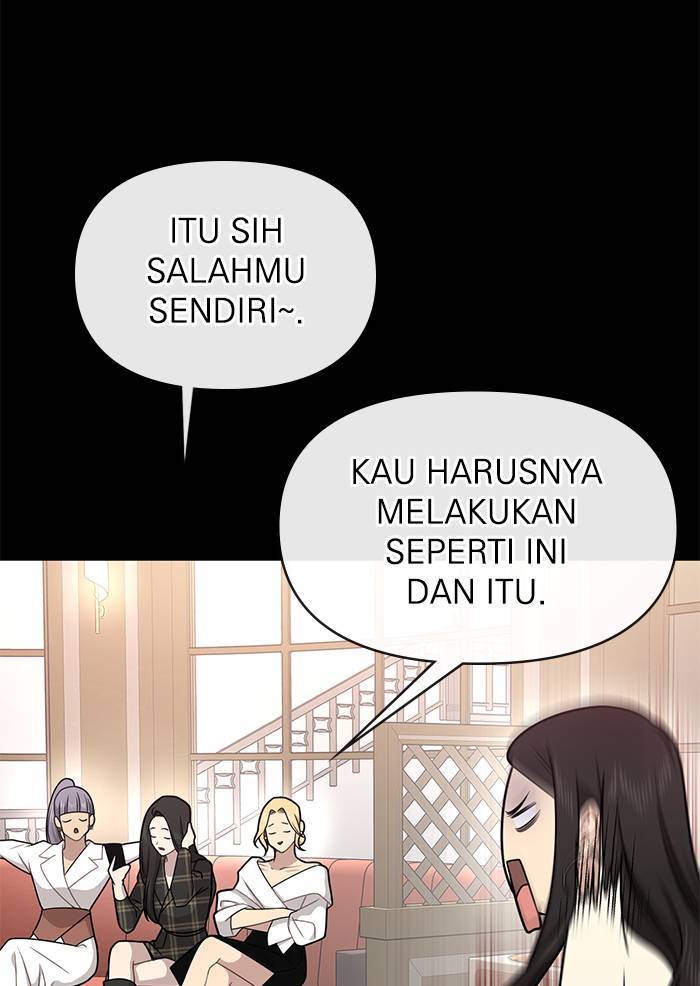 ITU SIH
SALAHMU
SENDIRI~.
KAU HARUSNYA
MELAKUKAN
SEPERTI INI
DAN ITU.